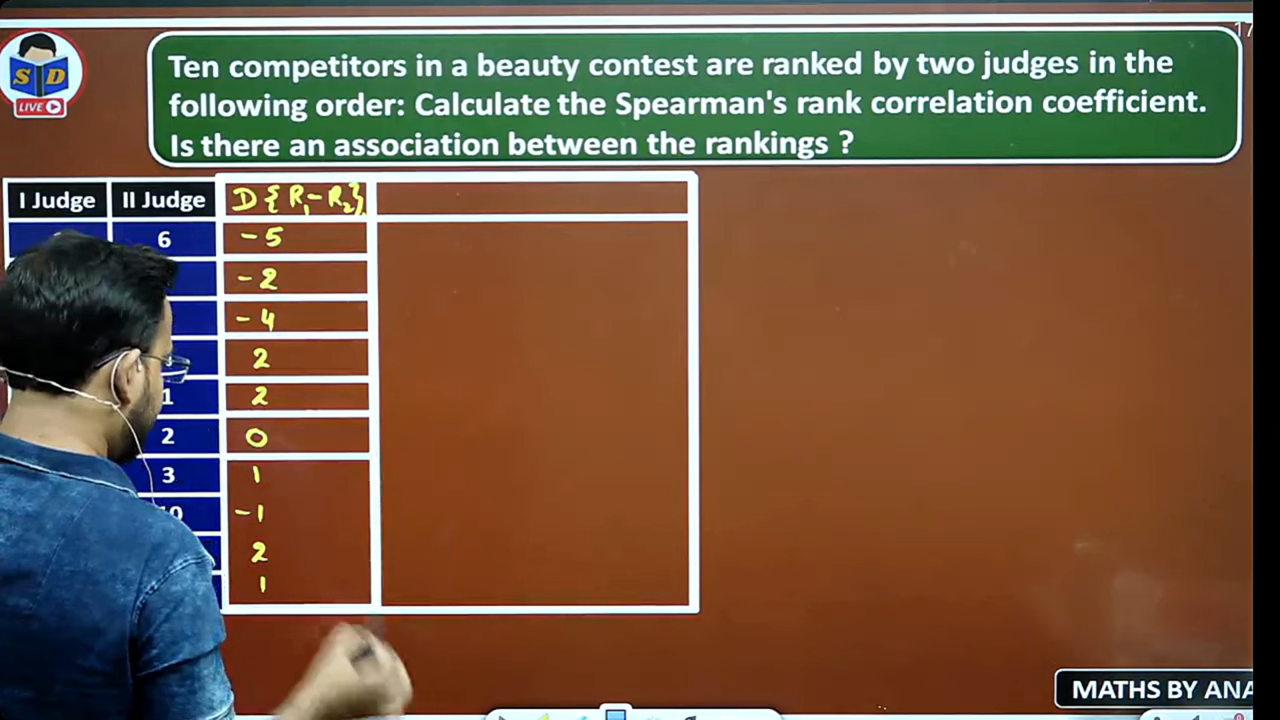 17
S D
LIVE
Ten competitors in a beauty contest are ranked by two judges in the
following order: Calculate the Spearman's rank correlation coefficient.
Is there an association between the rankings ?
I Judge II Judge D { R₁ - R₂ }
6 -5
-2
-4
2
1 2
2 0
3 1
10 -1
2
1
MATHS BY ANA